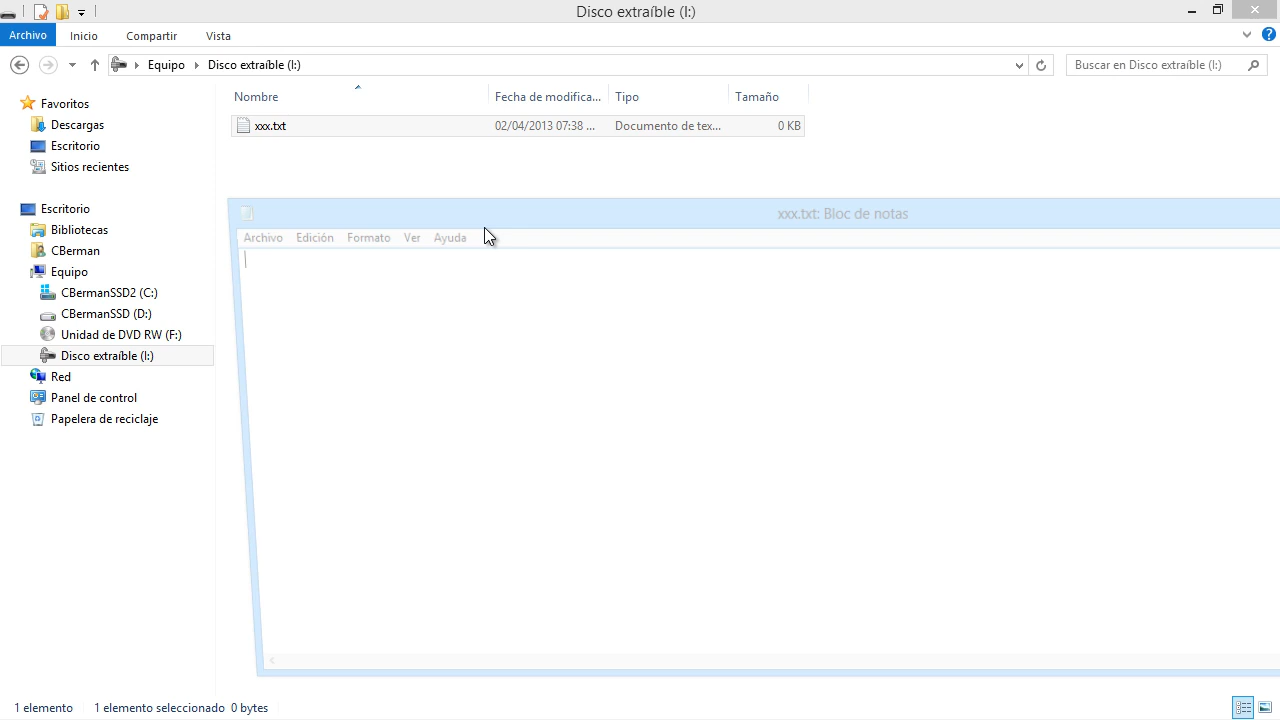 Disco extraíble (I:)
Archivo Inicio Compartir Vista
Equipo Disco extraíble (I:)
Buscar en Disco extraíble (I:)
Nombre Fecha de modifica... Tipo Tamaño
xxx.txt 02/04/2013 07:38 ... Documento de tex... 0 KB
Favoritos
Descargas
Escritorio
Sitios recientes
Escritorio
Bibliotecas
CBerman
Equipo
CBermanSSD2 (C:)
CBermanSSD (D:)
Unidad de DVD RW (F:)
Disco extraíble (I:)
Red
Panel de control
Papelera de reciclaje
xxx.txt: Bloc de notas
Archivo Edición Formato Ver Ayuda
1 elemento 1 elemento seleccionado 0 bytes